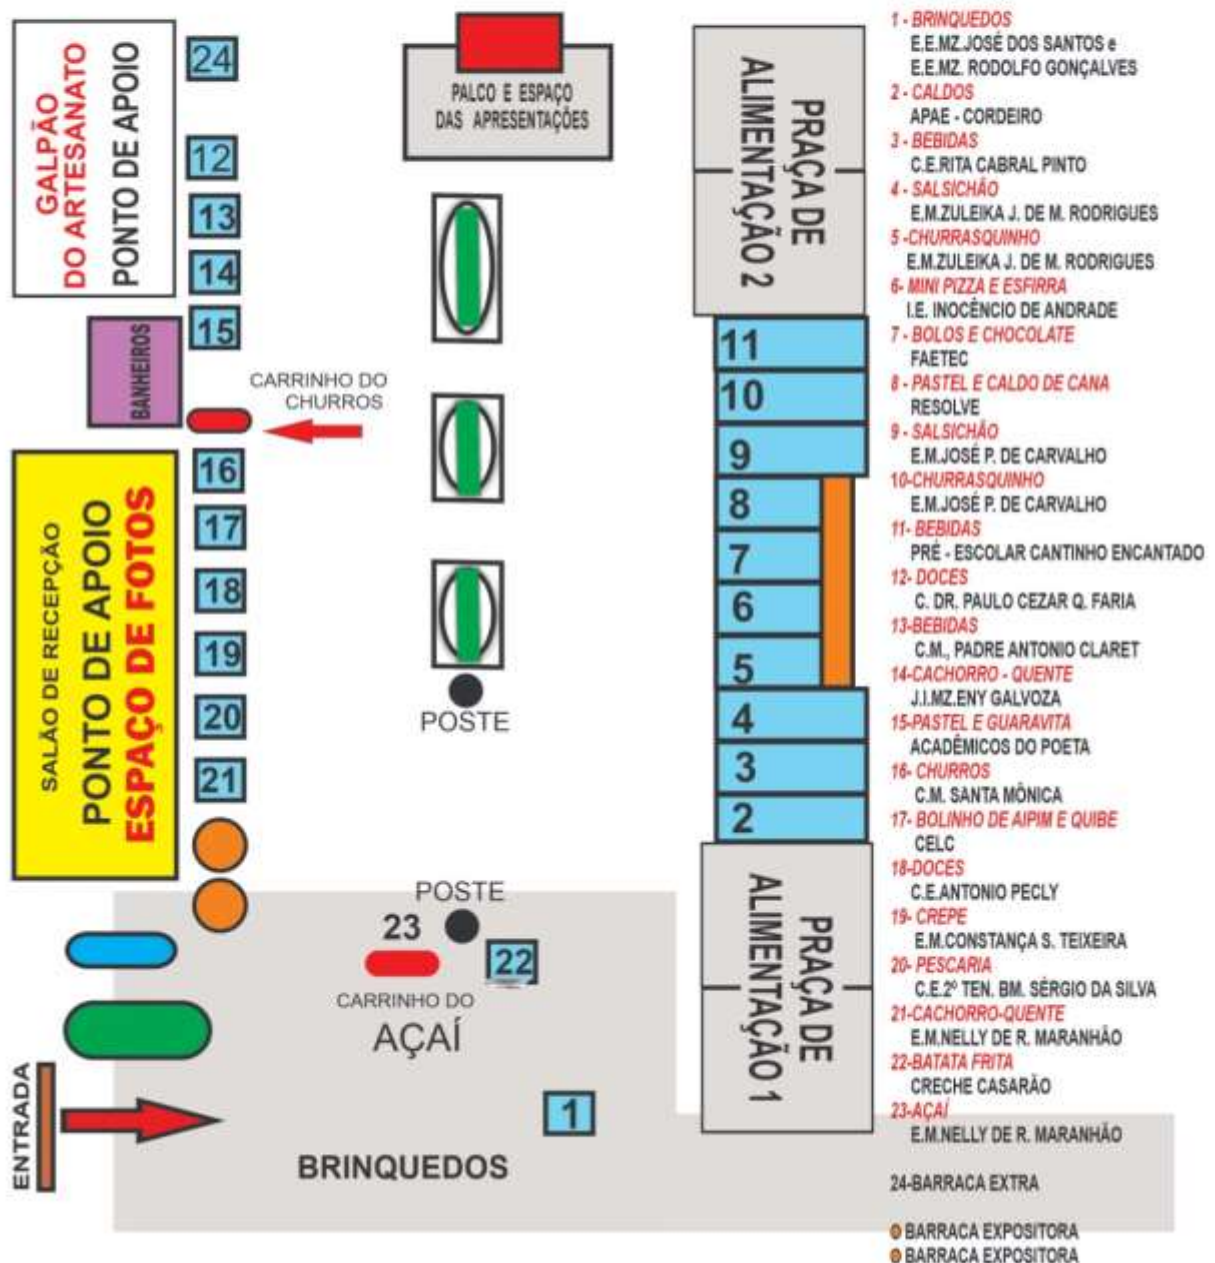 GALPÃO
DO ARTESANATO
PONTO DE APOIO
24
12
13
14
15
BANHEIROS
CARRINHO DO
CHURROS
SALÃO DE RECEPÇÃO
PONTO DE APOIO
ESPAÇO DE FOTOS
16
17
18
19
20
21
PALCO E ESPAÇO
DAS APRESENTAÇÕES
POSTE
POSTE
23
22
CARRINHO DO
AÇAÍ
ENTRADA
1
BRINQUEDOS
PRAÇA DE
ALIMENTAÇÃO 2
11
10
9
8
7
6
5
4
3
2
PRAÇA DE
ALIMENTAÇÃO 1
1 - BRINQUEDOS
E.E.MZ.JOSÉ DOS SANTOS e
E.E.MZ. RODOLFO GONÇALVES
2 - CALDOS
APAE - CORDEIRO
3 - BEBIDAS
C.E.RITA CABRAL PINTO
4 - SALSICHÃO
E.M.ZULEIKA J. DE M. RODRIGUES
5 -CHURRASQUINHO
E.M.ZULEIKA J. DE M. RODRIGUES
6- MINI PIZZA E ESFIRRA
I.E. INOCÊNCIO DE ANDRADE
7 - BOLOS E CHOCOLATE
FAETEC
8 - PASTEL E CALDO DE CANA
RESOLVE
9 - SALSICHÃO
E.M.JOSÉ P. DE CARVALHO
10-CHURRASQUINHO
E.M.JOSÉ P. DE CARVALHO
11- BEBIDAS
PRÉ - ESCOLAR CANTINHO ENCANTADO
12- DOCES
C. DR. PAULO CEZAR Q. FARIA
13-BEBIDAS
C.M., PADRE ANTONIO CLARET
14-CACHORRO - QUENTE
J.I.MZ.ENY GALVOZA
15-PASTEL E GUARAVITA
ACADÊMICOS DO POETA
16- CHURROS
C.M. SANTA MÔNICA
17- BOLINHO DE AIPIM E QUIBE
CELC
18-DOCES
C.E.ANTONIO PECLY
19- CREPE
E.M.CONSTANÇA S. TEIXEIRA
20- PESCARIA
C.E.2º TEN. BM. SÉRGIO DA SILVA
21-CACHORRO-QUENTE
E.M.NELLY DE R. MARANHÃO
22-BATATA FRITA
CRECHE CASARÃO
23-AÇAÍ
E.M.NELLY DE R. MARANHÃO
24-BARRACA EXTRA
BARRACA EXPOSITORA
BARRACA EXPOSITORA